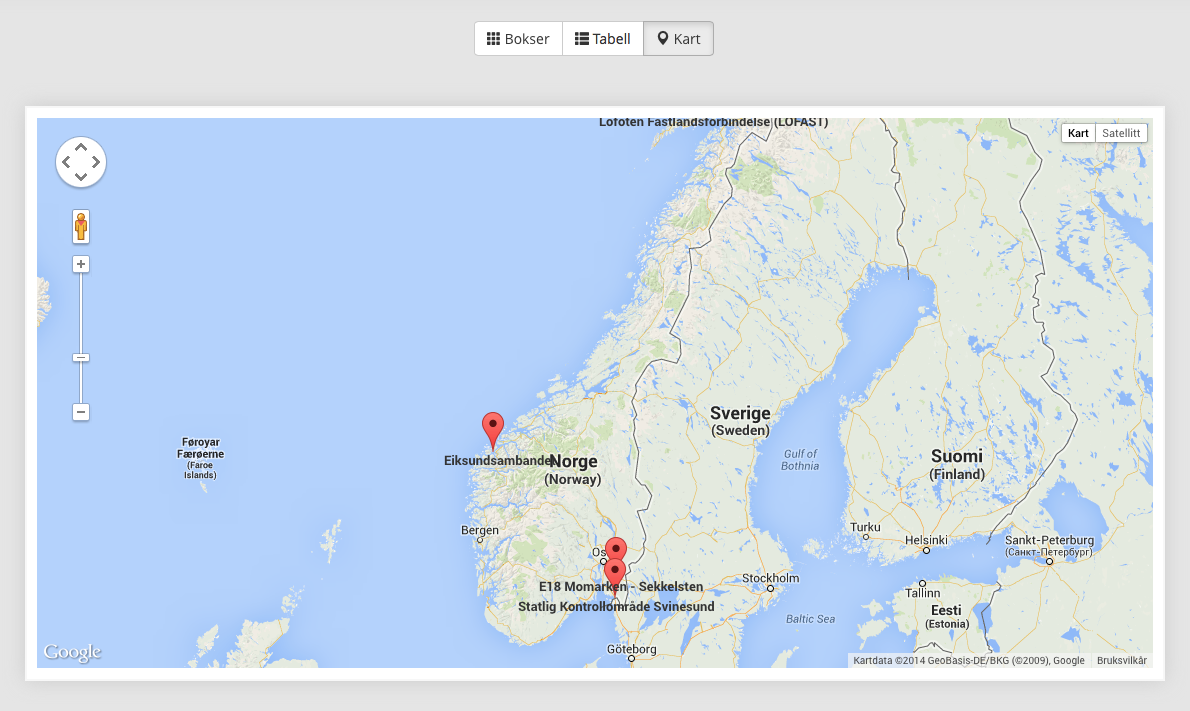 Bokser Tabell Kart
Lofoten Fastlandsforbindelse (LOFAST)
Kart Satellitt
Sverige
(Sweden)
Føroyar
Færøerne
(Faroe
Islands)
Eiksundsambandet
Norge
(Norway)
Gulf of
Bothnia
Suomi
(Finland)
Bergen
Turku
Helsinki
Sankt-Peterburg
(Санкт-Петербург)
Os
E18 Momarken - Sekkelsten
Stockholm
Tallinn
Statlig Kontrollområde Svinesund
Eesti
(Estonia)
Baltic Sea
Göteborg
Google
Kartdata ©2014 GeoBasis-DE/BKG (©2009), Google Bruksvilkår